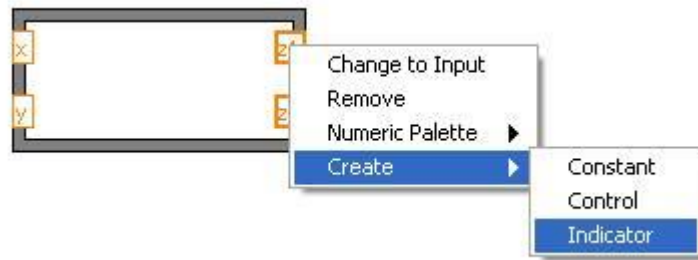 x
y
Change to Input
Remove
Numeric Palette
Create
Constant
Control
Indicator